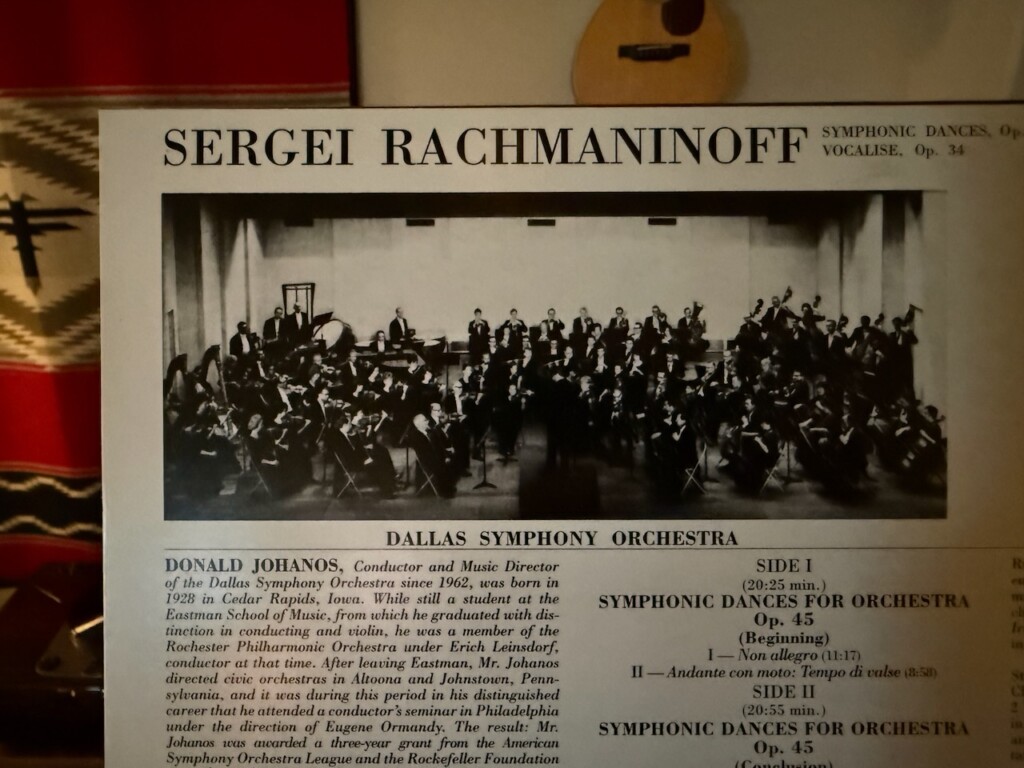 SERGEI RACHMANINOFF
SYMPHONIC DANCES, Op.
VOCALISE, Op. 34
DALLAS SYMPHONY ORCHESTRA
DONALD JOHANOS, Conductor and Music Director
of the Dallas Symphony Orchestra since 1962, was born in
1928 in Cedar Rapids, Iowa. While still a student at the
Eastman School of Music, from which he graduated with dis-
tinction in conducting and violin, he was a member of the
Rochester Philharmonic Orchestra under Erich Leinsdorf,
conductor at that time. After leaving Eastman, Mr. Johanos
directed civic orchestras in Altoona and Johnstown, Penn-
sylvania, and it was during this period in his distinguished
career that he attended a conductor's seminar in Philadelphia
under the direction of Eugene Ormandy. The result: Mr.
Johanos was awarded a three-year grant from the American
Symphony Orchestra League and the Rockefeller Foundation
SIDE I
(20:25 min.)
SYMPHONIC DANCES FOR ORCHESTRA
Op. 45
(Beginning)
I — Non allegro (11:17)
II — Andante con moto: Tempo di valse (8:58)
SIDE II
(20:55 min.)
SYMPHONIC DANCES FOR ORCHESTRA
Op. 45
(Conclusion)